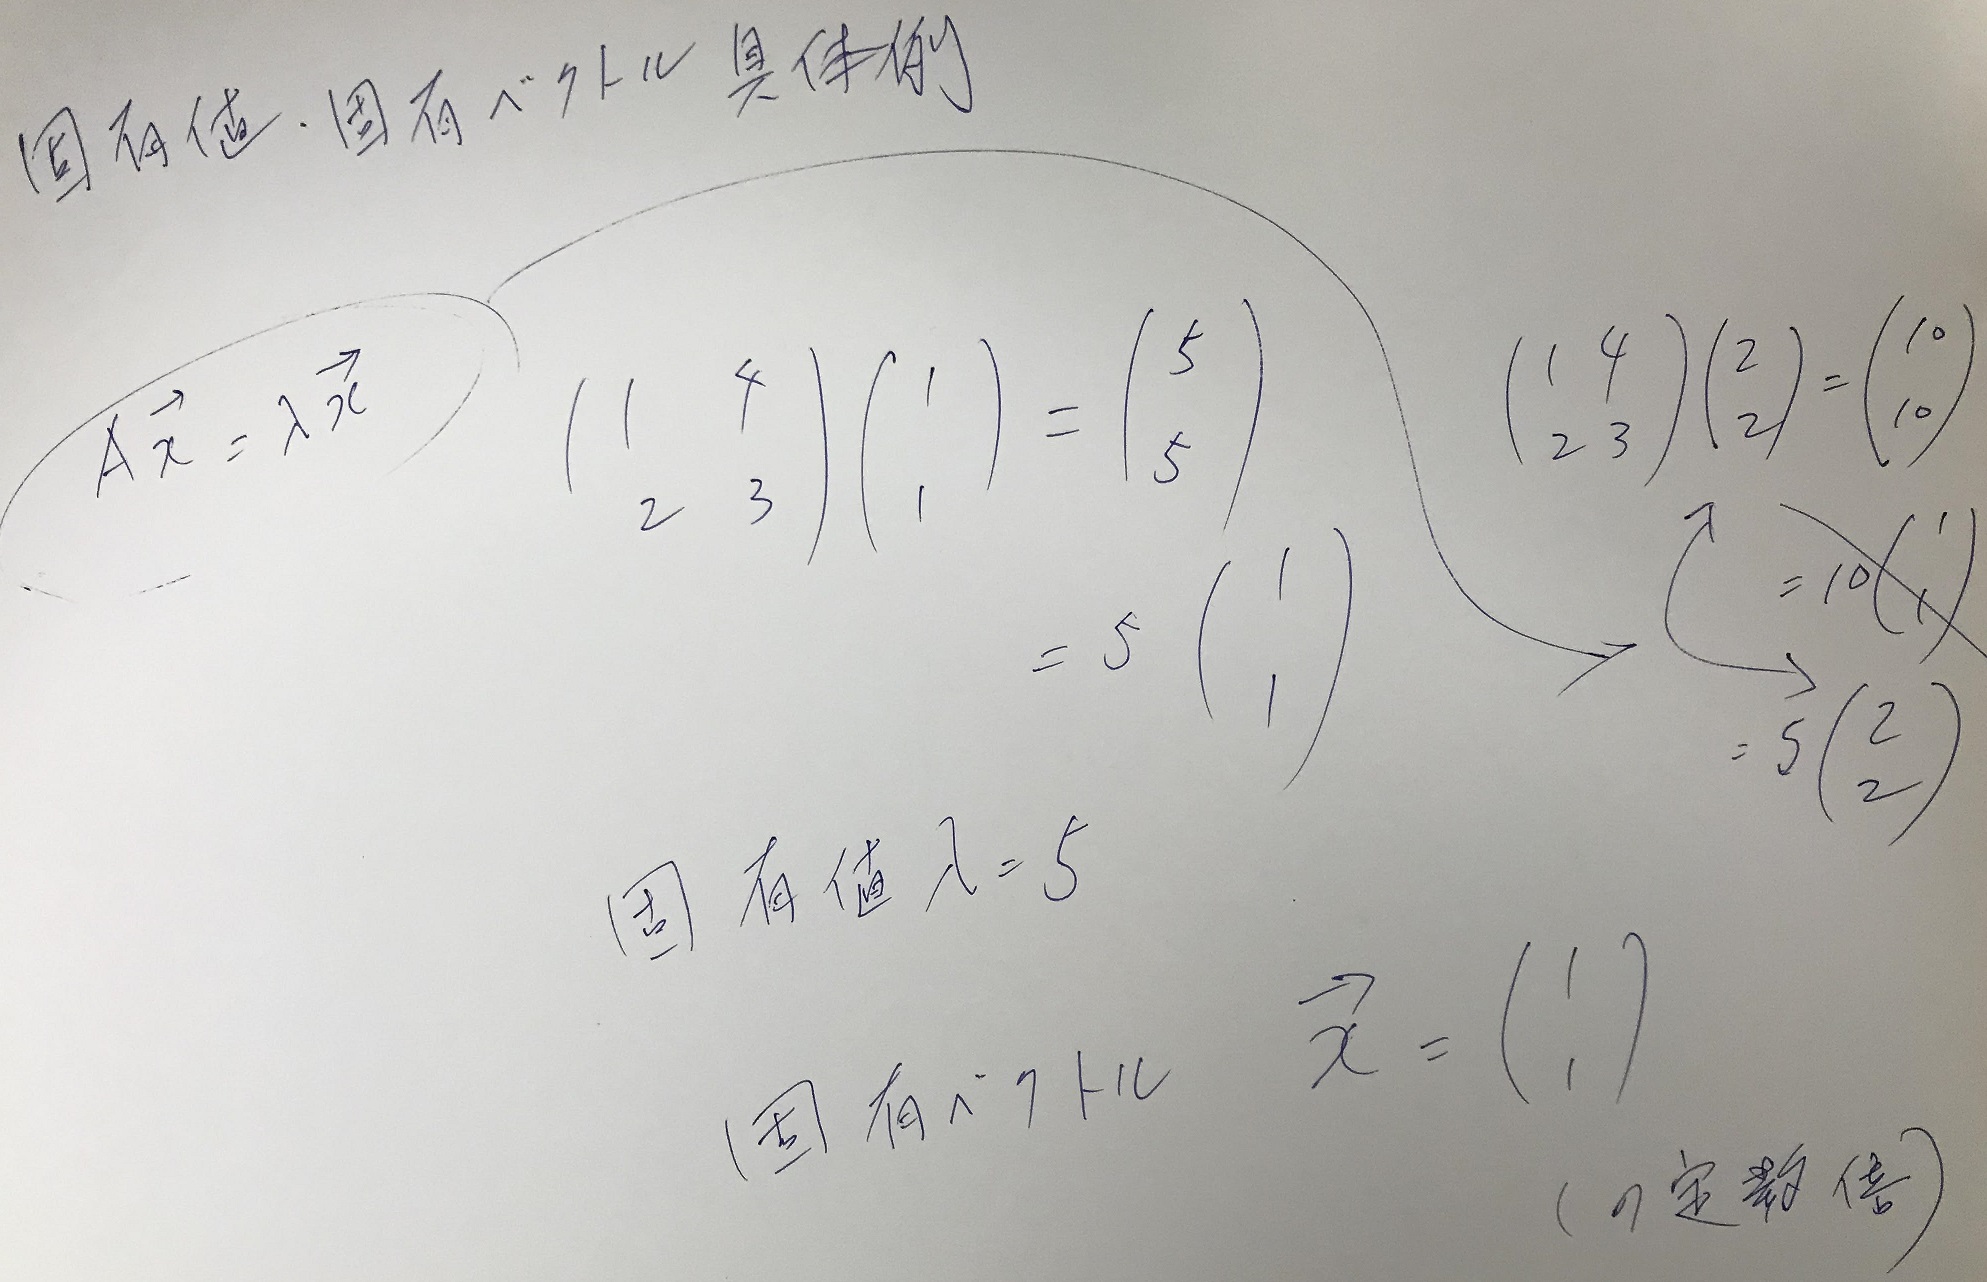 固有値・固有ベクトル 具体例
A\vec{x} = λ\vec{x}
\begin{pmatrix} 1 & 4 \\ 2 & 3 \end{pmatrix} \begin{pmatrix} 1 \\ 1 \end{pmatrix} = \begin{pmatrix} 5 \\ 5 \end{pmatrix}
= 5 \begin{pmatrix} 1 \\ 1 \end{pmatrix}
\begin{pmatrix} 1 & 4 \\ 2 & 3 \end{pmatrix} \begin{pmatrix} 2 \\ 2 \end{pmatrix} = \begin{pmatrix} 10 \\ 10 \end{pmatrix}
= 10 \begin{pmatrix} 1 \\ 1 \end{pmatrix}
= 5 \begin{pmatrix} 2 \\ 2 \end{pmatrix}
固有値 λ = 5
固有ベクトル \vec{x} = \begin{pmatrix} 1 \\ 1 \end{pmatrix}
(の定数倍)